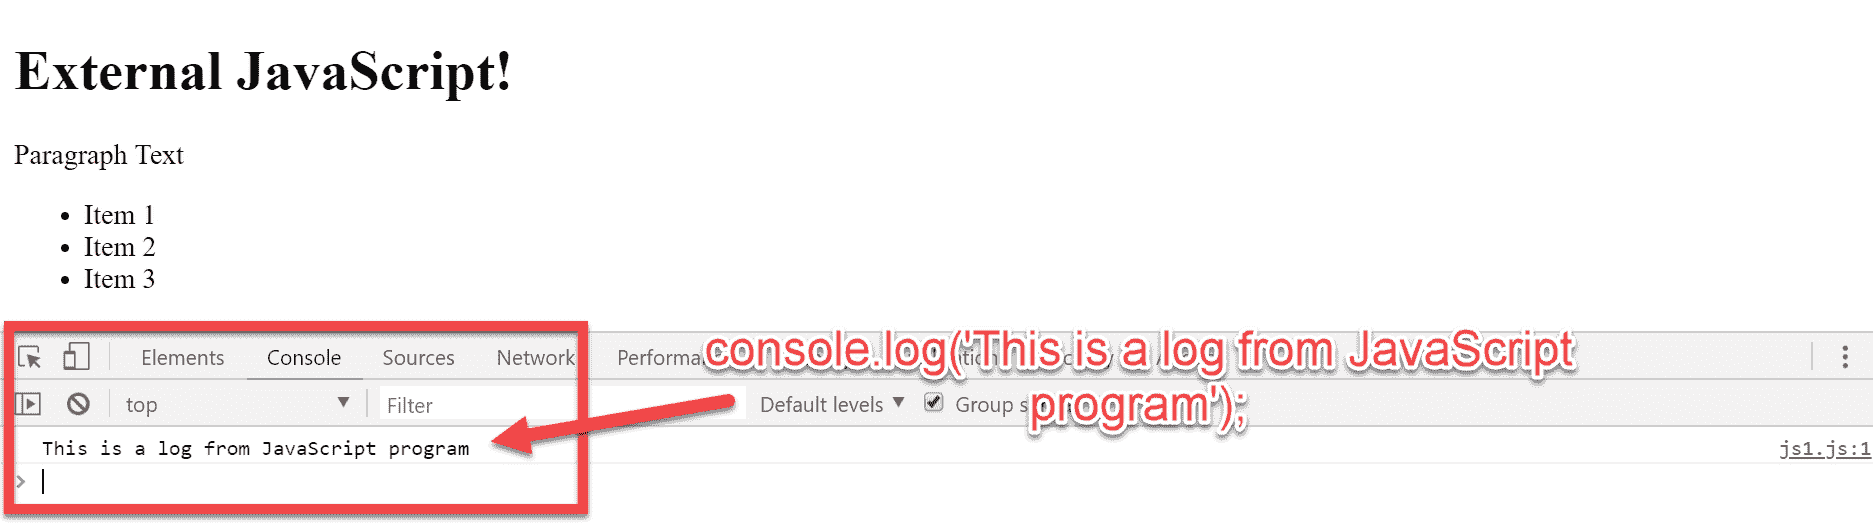 External JavaScript!
Paragraph Text
Item 1
Item 2
Item 3
Elements Console Sources Network
console.log('This is a log from JavaScript
program');
top Filter Default levels Group
This is a log from JavaScript program js1.js:1